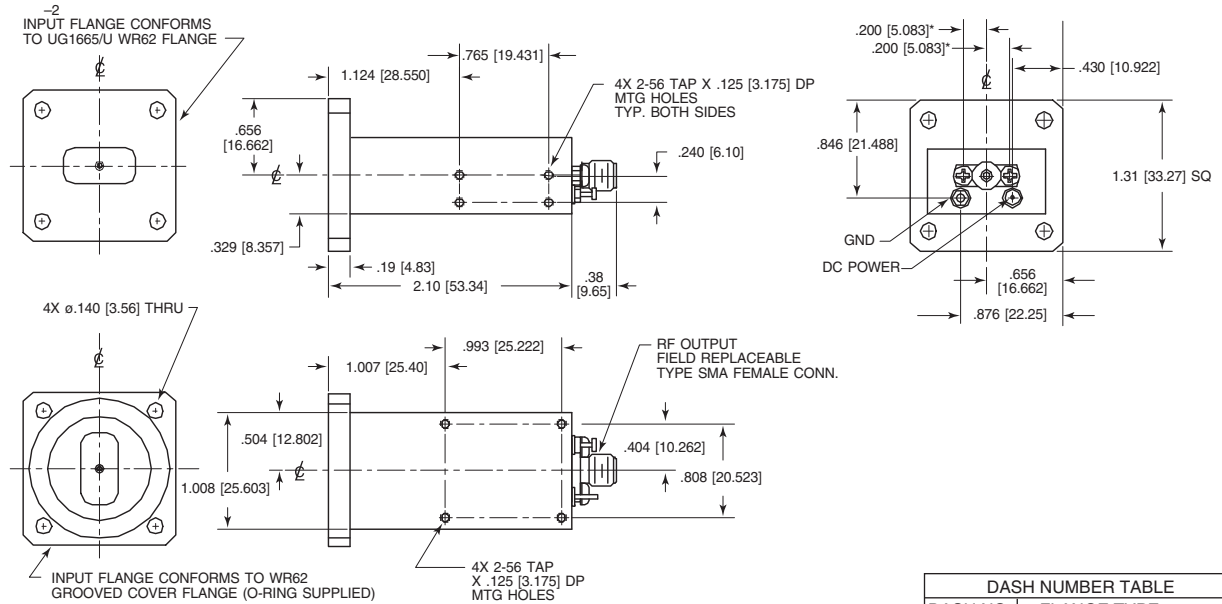 –2
INPUT FLANGE CONFORMS
TO UG1665/U WR62 FLANGE
.765 [19.431]
1.124 [28.550]
4X 2-56 TAP X .125 [3.175] DP
MTG HOLES
TYP. BOTH SIDES
.656
[16.662]
.240 [6.10]
.329 [8.357]
.19 [4.83]
2.10 [53.34]
.38
[9.65]
.200 [5.083]*
.200 [5.083]*
.430 [10.922]
.846 [21.488]
1.31 [33.27] SQ
GND
DC POWER
.656
[16.662]
.876 [22.25]
4X ø.140 [3.56] THRU
INPUT FLANGE CONFORMS TO WR62
GROOVED COVER FLANGE (O-RING SUPPLIED)
.993 [25.222]
1.007 [25.40]
RF OUTPUT
FIELD REPLACEABLE
TYPE SMA FEMALE CONN.
.504 [12.802]
1.008 [25.603]
.404 [10.262]
.808 [20.523]
4X 2-56 TAP
X .125 [3.175] DP
MTG HOLES
DASH NUMBER TABLE
DASH NO. FLANGE TYPE